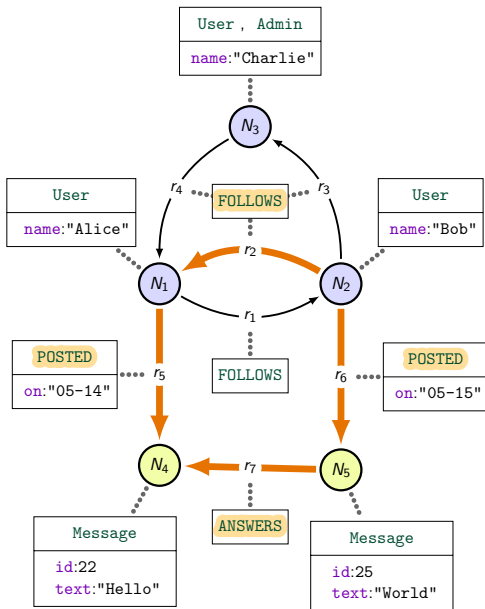 User , Admin
name:"Charlie"
N3
r4
r3
FOLLOWS
User
name:"Alice"
User
name:"Bob"
r2
N1
N2
r1
POSTED
on:"05-14"
r5
FOLLOWS
r6
POSTED
on:"05-15"
N4
r7
N5
ANSWERS
Message
id:22
text:"Hello"
Message
id:25
text:"World"